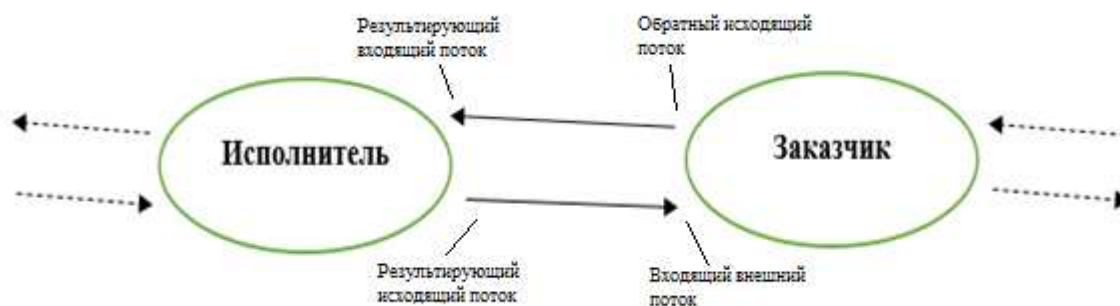 Результирующий
входящий поток
Обратный исходящий
поток
Исполнитель
Заказчик
Результирующий
исходящий поток
Входящий внешний
поток